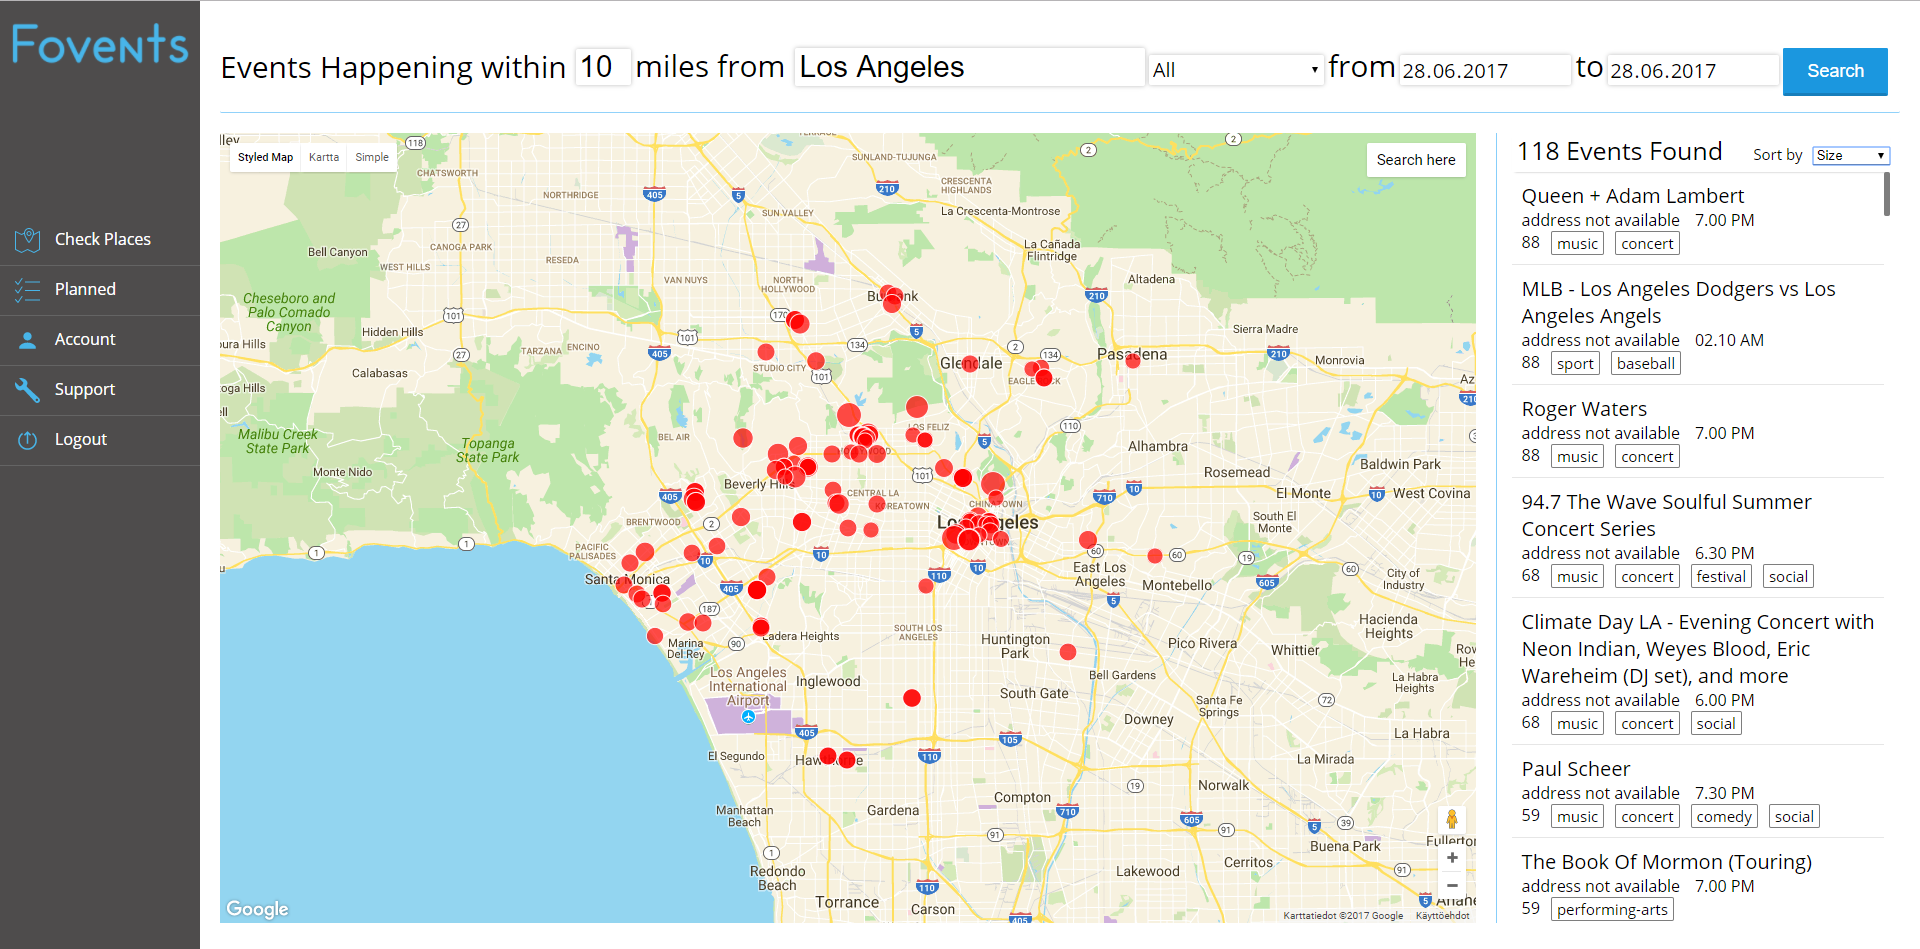 Fovents
Events Happening within 10 miles from Los Angeles All from 28.06.2017 to 28.06.2017 Search
Check Places
Planned
Account
Support
Logout
Styled Map Kartta Simple
Search here
118 Events Found Sort by Size
Queen + Adam Lambert
address not available 7.00 PM
88 music concert
MLB - Los Angeles Dodgers vs Los
Angeles Angels
address not available 02.10 AM
88 sport baseball
Roger Waters
address not available 7.00 PM
88 music concert
94.7 The Wave Soulful Summer
Concert Series
address not available 6.30 PM
68 music concert festival social
Climate Day LA - Evening Concert with
Neon Indian, Weyes Blood, Eric
Wareheim (DJ set), and more
address not available 6.00 PM
68 music concert social
Paul Scheer
address not available 7.30 PM
59 music concert comedy social
The Book Of Mormon (Touring)
address not available 7.00 PM
59 performing-arts
SUNLAND-TUJUNGA
CHATSWORTH
NORTHRIDGE
CRESCENTA
HIGHLANDS
La Crescenta-Montrose
SUN VALLEY
Bell Canyon
CANOGA PARK
WEST HILLS
RESEDA
VAN NUYS
NORTH
HOLLYWOOD
La Cañada
Flintridge
Altadena
Cheseboro and
Palo Comado
Canyon
Hidden Hills
TARZANA
ENCINO
STUDIO CITY
Glendale
Pasadena
Sierra Madre
Monrovia
Calabasas
Malibu Creek
State Park
Topanga
State Park
Monte Nido
BEL AIR
LOS FELIZ
Alhambra
Rosemead
Baldwin Park
El Monte
West Covina
BRENTWOOD
CENTRAL LA
KOREATOWN
South El
Monte
PACIFIC
PALISADES
Santa Monica
East Los
Angeles
Montebello
City of
Industry
Hacienda
Heights
SOUTH LOS
ANGELES
Ladera Heights
Marina
Del Rey
Huntington
Park
Pico Rivera
Whittier
Los Angeles
International
Airport
Inglewood
Bell Gardens
La Habra
Heights
South Gate
Santa Fe
Springs
Downey
La Habra
El Segundo
La Mirada
Norwalk
Manhattan
Beach
Gardena
Compton
Buena Park
Cerritos
Lakewood
Redondo
Beach
Torrance
Carson
Google
Karttatiedot ©2017 Google Käyttöehdot